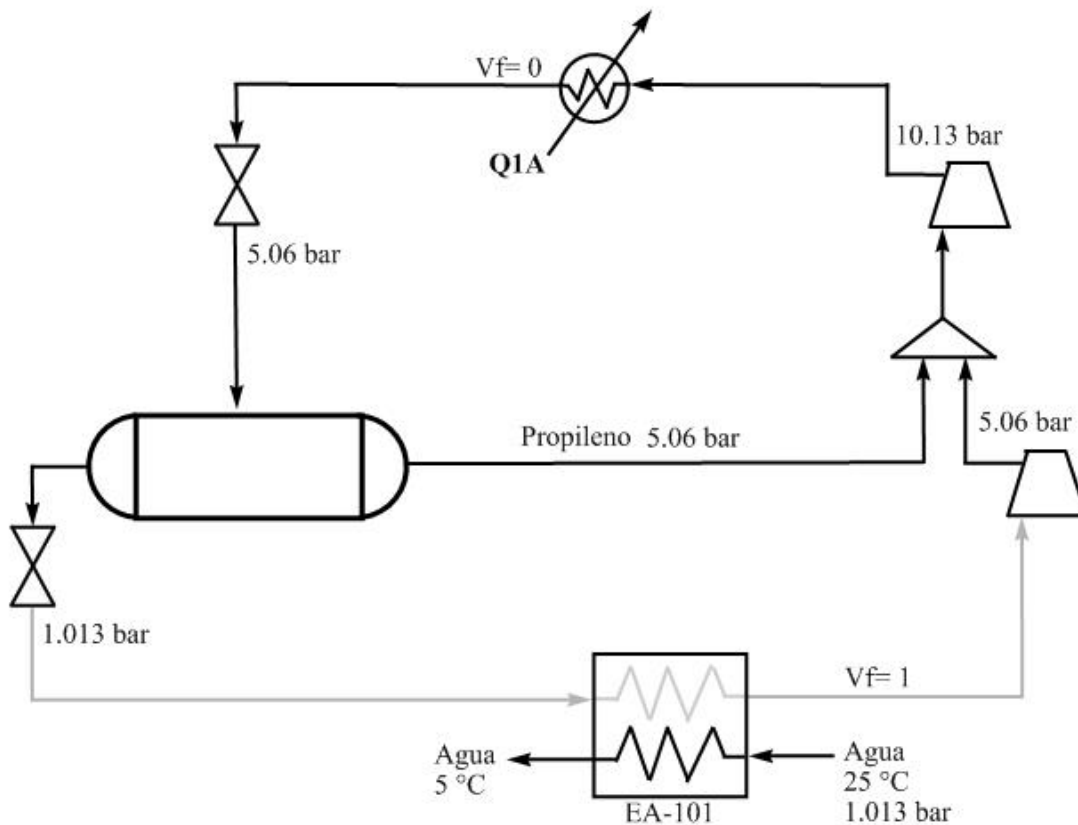 Vf= 0
Q1A
10.13 bar
5.06 bar
Propileno 5.06 bar
5.06 bar
1.013 bar
Vf= 1
Agua
5 °C
Agua
25 °C
1.013 bar
EA-101